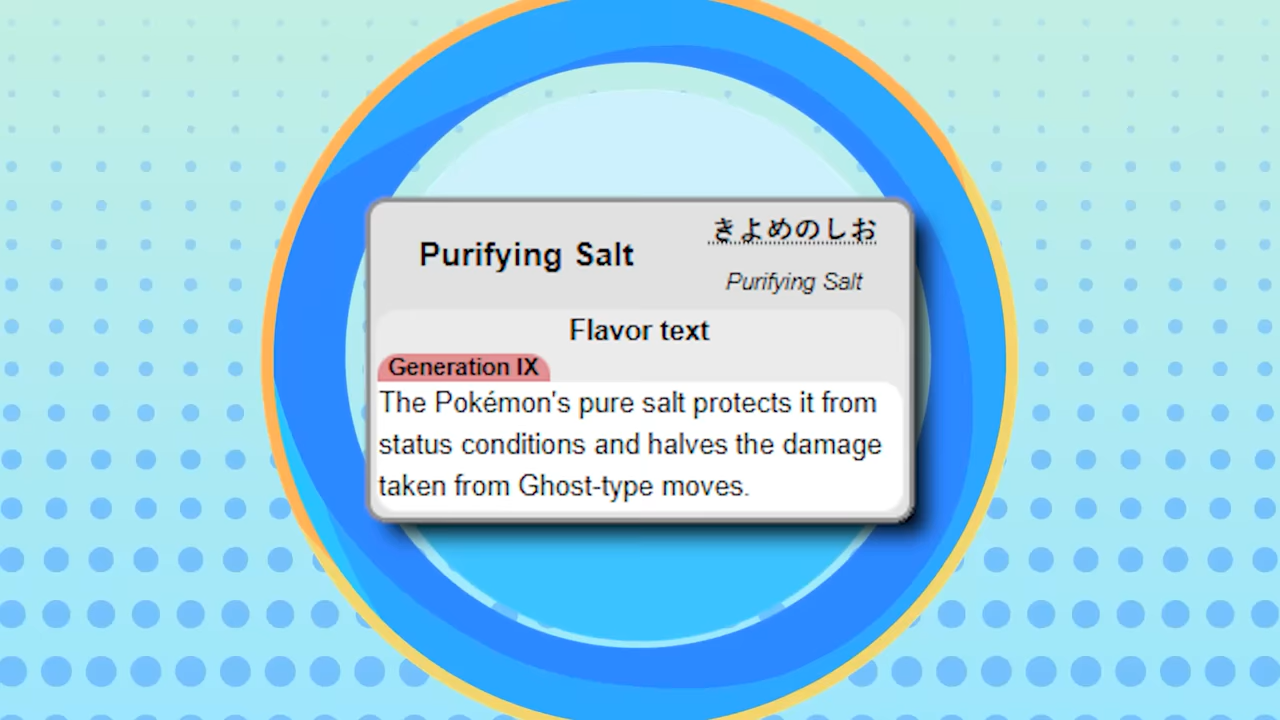 Purifying Salt
きよめのしお
Purifying Salt
Flavor text
Generation IX
The Pokémon's pure salt protects it from
status conditions and halves the damage
taken from Ghost-type moves.